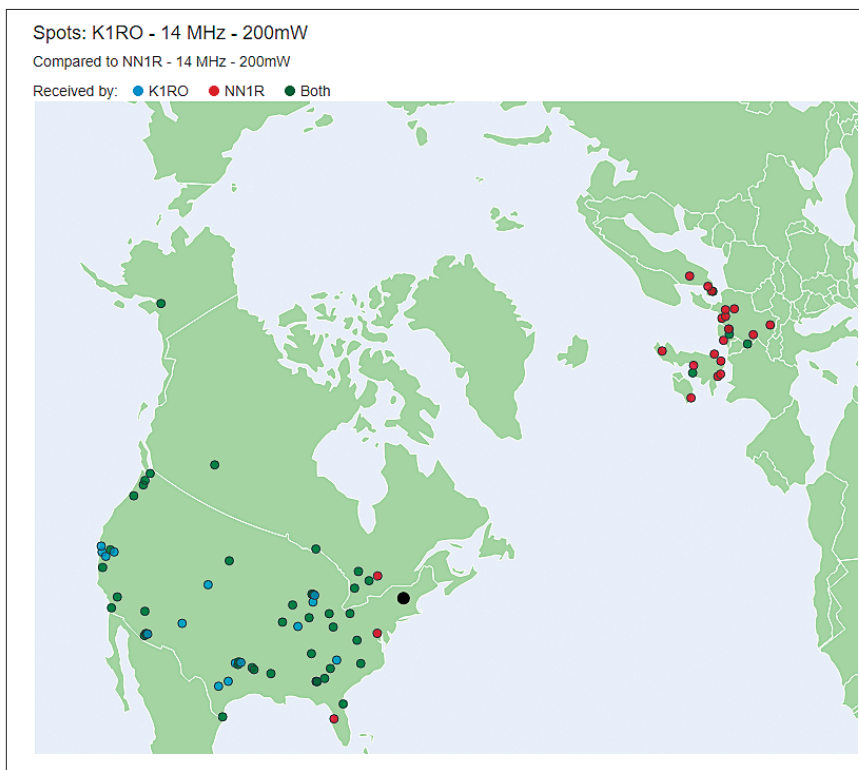 Spots: K1RO - 14 MHz - 200mW
Compared to NN1R - 14 MHz - 200mW
Received by: K1RO NN1R Both